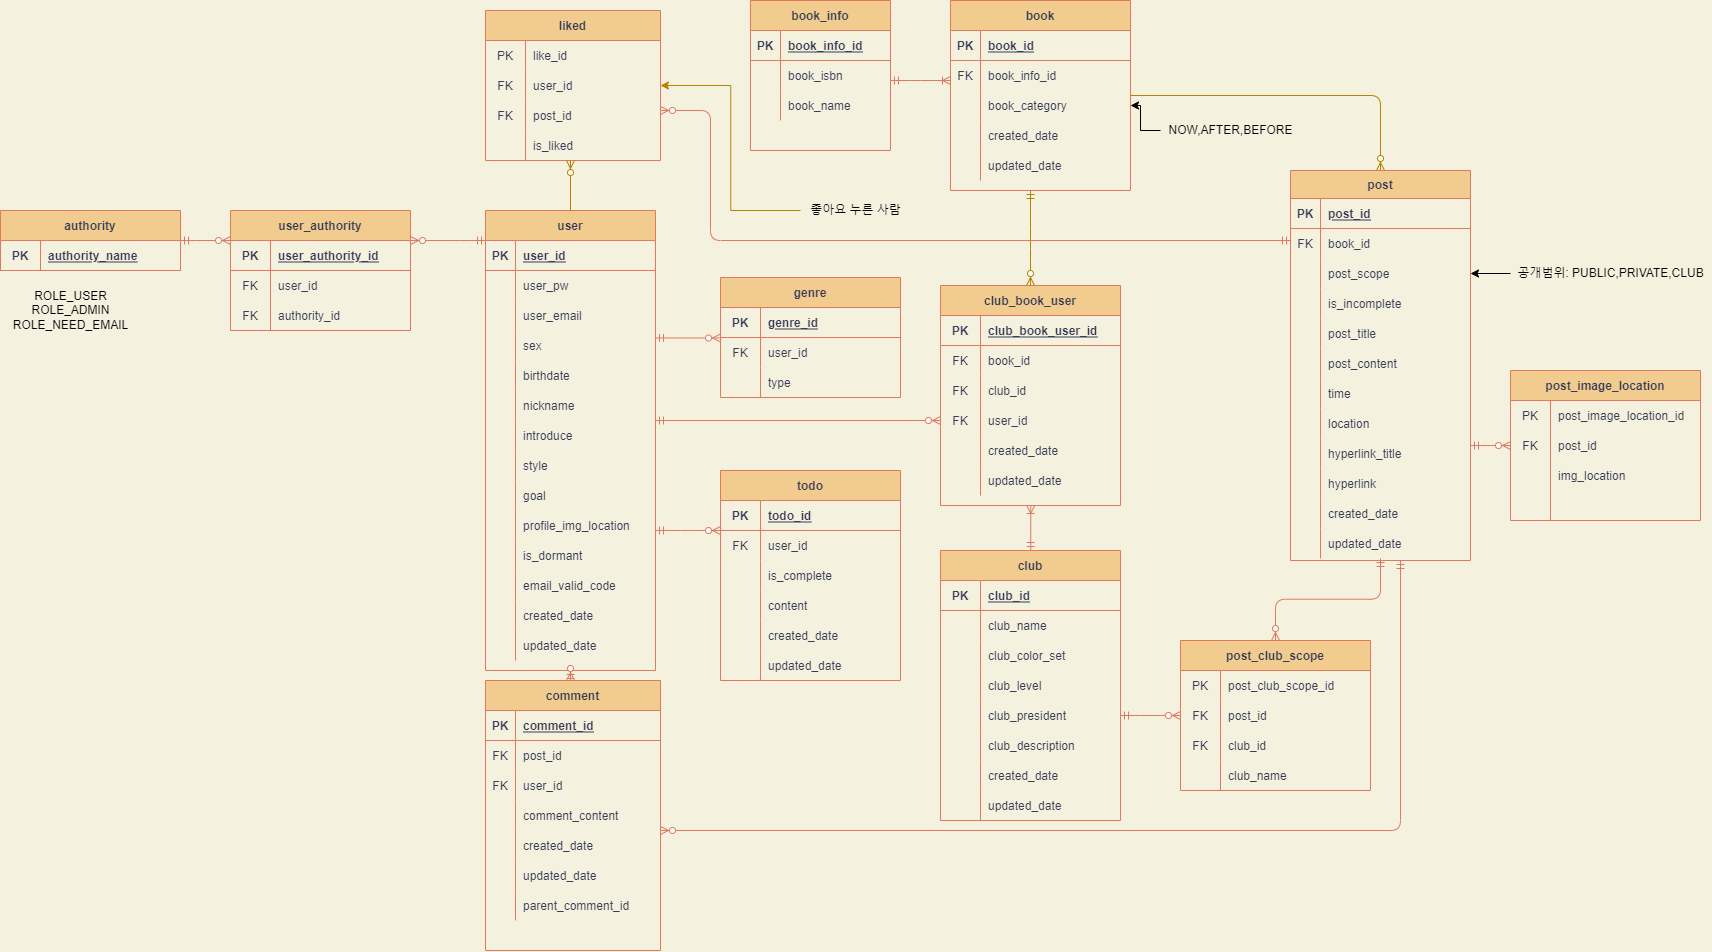 liked
PK like_id
FK user_id
FK post_id
is_liked
book_info
PK book_info_id
book_isbn
book_name
book
PK book_id
FK book_info_id
book_category
created_date
updated_date
NOW,AFTER,BEFORE
좋아요 누른 사람
authority
PK authority_name
ROLE_USER
ROLE_ADMIN
ROLE_NEED_EMAIL
user_authority
PK user_authority_id
FK user_id
FK authority_id
user
PK user_id
user_pw
user_email
sex
birthdate
nickname
introduce
style
goal
profile_img_location
is_dormant
email_valid_code
created_date
updated_date
genre
PK genre_id
FK user_id
type
todo
PK todo_id
FK user_id
is_complete
content
created_date
updated_date
club_book_user
PK club_book_user_id
FK book_id
FK club_id
FK user_id
created_date
updated_date
club
PK club_id
club_name
club_color_set
club_level
club_president
club_description
created_date
updated_date
post
PK post_id
FK book_id
post_scope
is_incomplete
post_title
post_content
time
location
hyperlink_title
hyperlink
created_date
updated_date
공개범위: PUBLIC,PRIVATE,CLUB
post_image_location
PK post_image_location_id
FK post_id
img_location
post_club_scope
PK post_club_scope_id
FK post_id
FK club_id
club_name
comment
PK comment_id
FK post_id
FK user_id
comment_content
created_date
updated_date
parent_comment_id